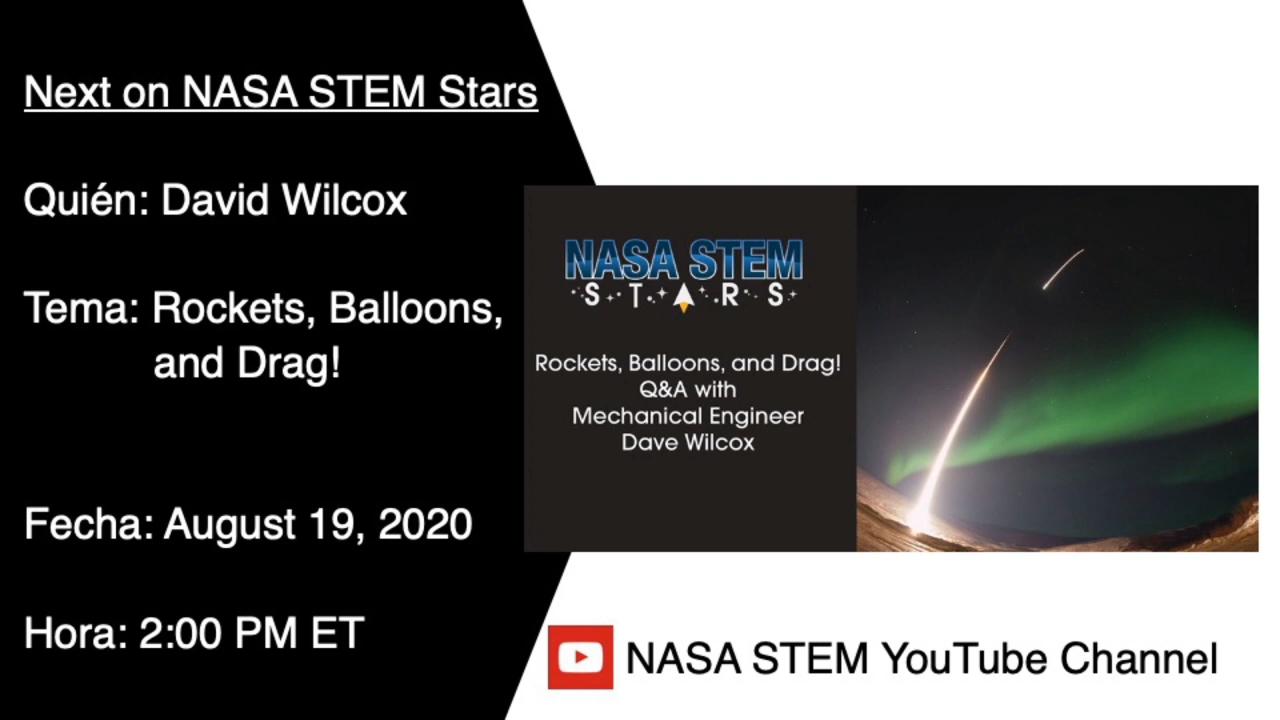 Next on NASA STEM Stars
Quién: David Wilcox
Tema: Rockets, Balloons,
and Drag!
Fecha: August 19, 2020
Hora: 2:00 PM ET
NASA STEM
STARS
Rockets, Balloons, and Drag!
Q&A with
Mechanical Engineer
Dave Wilcox
NASA STEM YouTube Channel